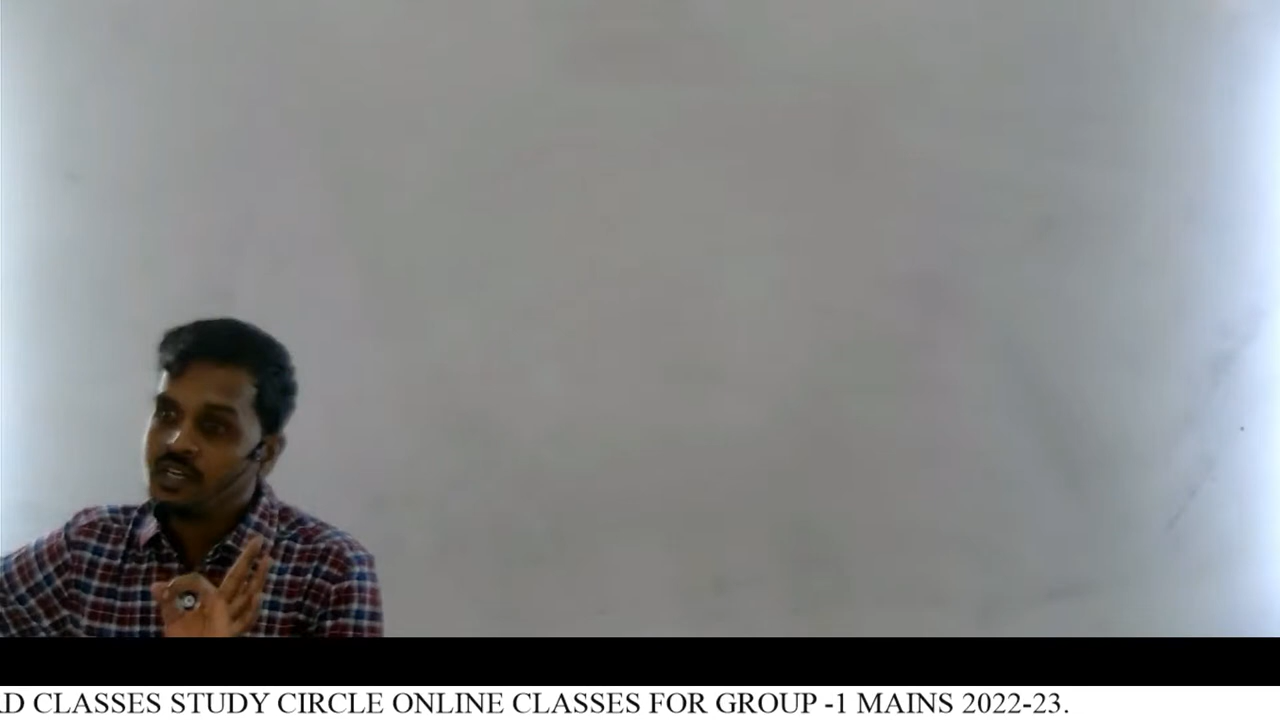 CLASSES STUDY CIRCLE ONLINE CLASSES FOR GROUP -1 MAINS 2022-23.